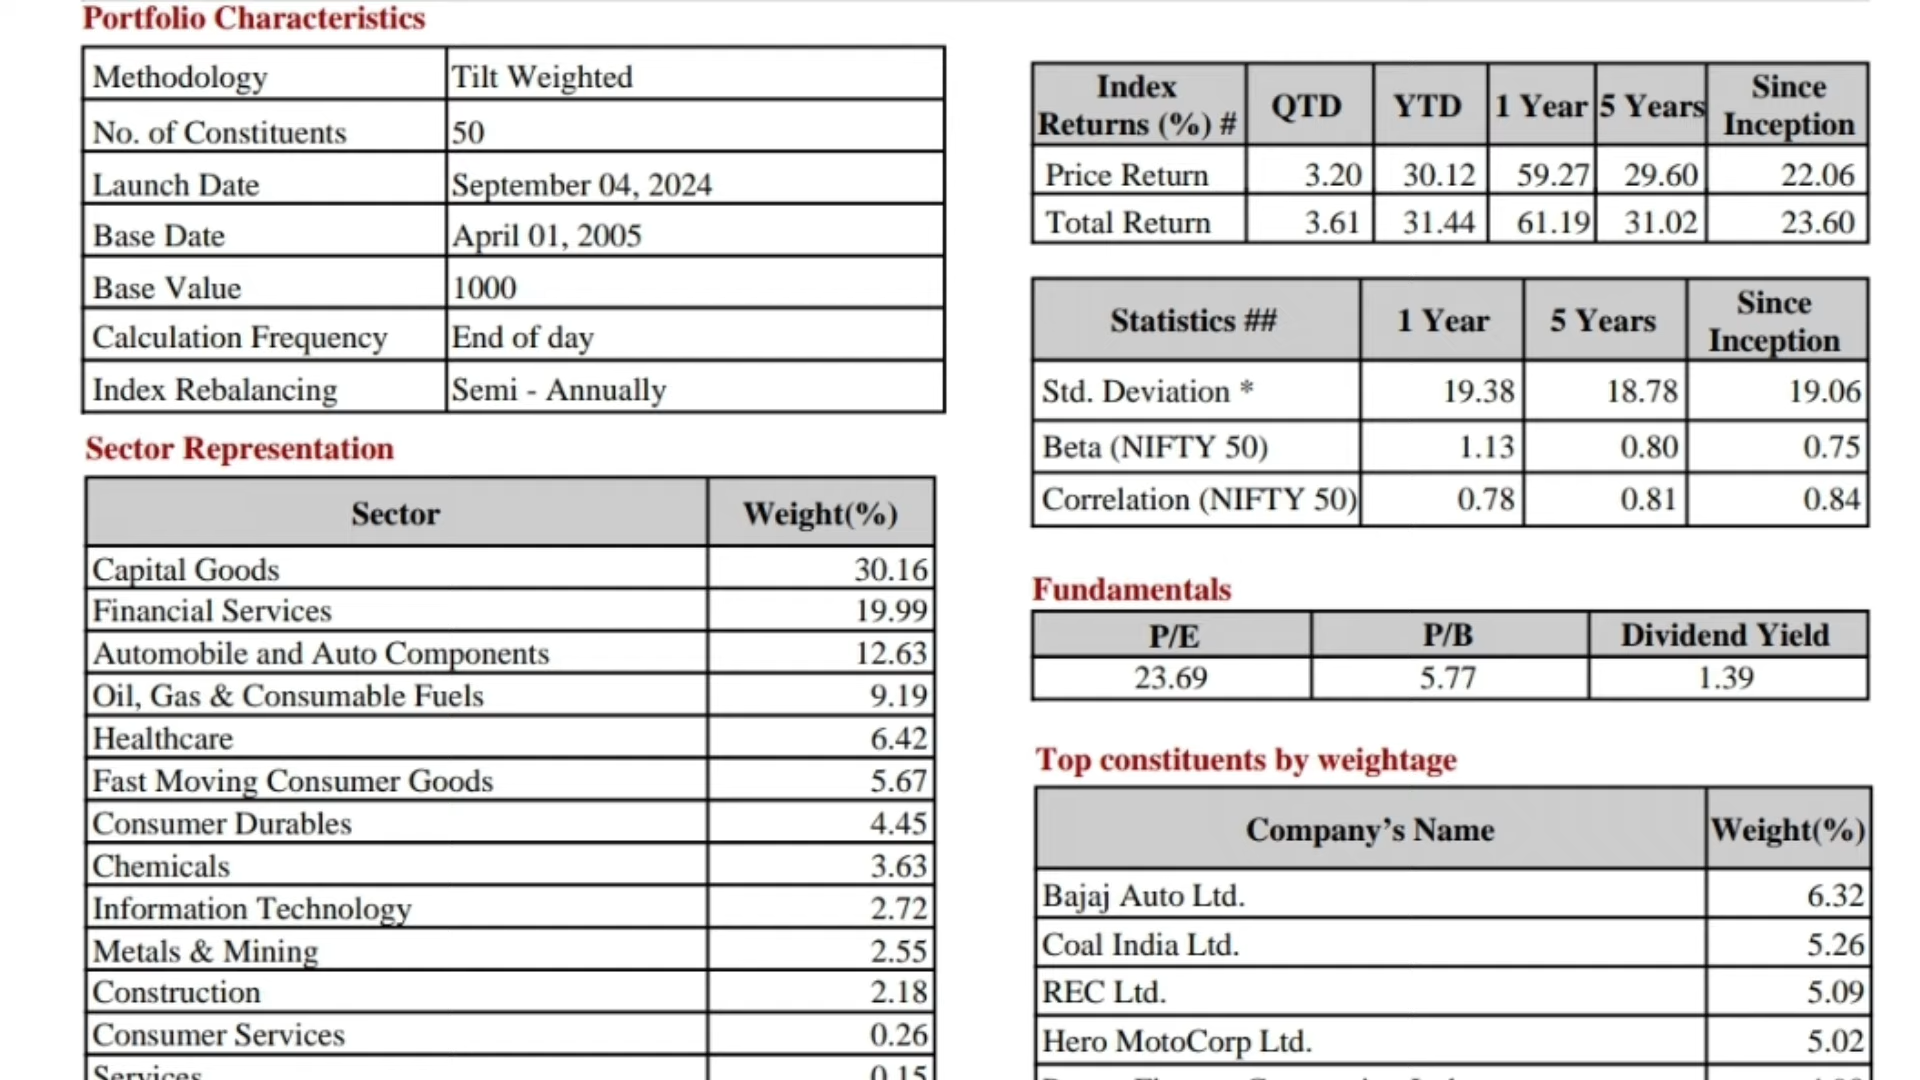 Portfolio Characteristics
Methodology Tilt Weighted
No. of Constituents 50
Launch Date September 04, 2024
Base Date April 01, 2005
Base Value 1000
Calculation Frequency End of day
Index Rebalancing Semi - Annually
Sector Representation
Sector Weight(%)
Capital Goods 30.16
Financial Services 19.99
Automobile and Auto Components 12.63
Oil, Gas & Consumable Fuels 9.19
Healthcare 6.42
Fast Moving Consumer Goods 5.67
Consumer Durables 4.45
Chemicals 3.63
Information Technology 2.72
Metals & Mining 2.55
Construction 2.18
Consumer Services 0.26
Services 0.15
Index Returns (%) # QTD YTD 1 Year 5 Years Since Inception
Price Return 3.20 30.12 59.27 29.60 22.06
Total Return 3.61 31.44 61.19 31.02 23.60
Statistics ## 1 Year 5 Years Since Inception
Std. Deviation * 19.38 18.78 19.06
Beta (NIFTY 50) 1.13 0.80 0.75
Correlation (NIFTY 50) 0.78 0.81 0.84
Fundamentals
P/E P/B Dividend Yield
23.69 5.77 1.39
Top constituents by weightage
Company’s Name Weight(%)
Bajaj Auto Ltd. 6.32
Coal India Ltd. 5.26
REC Ltd. 5.09
Hero MotoCorp Ltd. 5.02